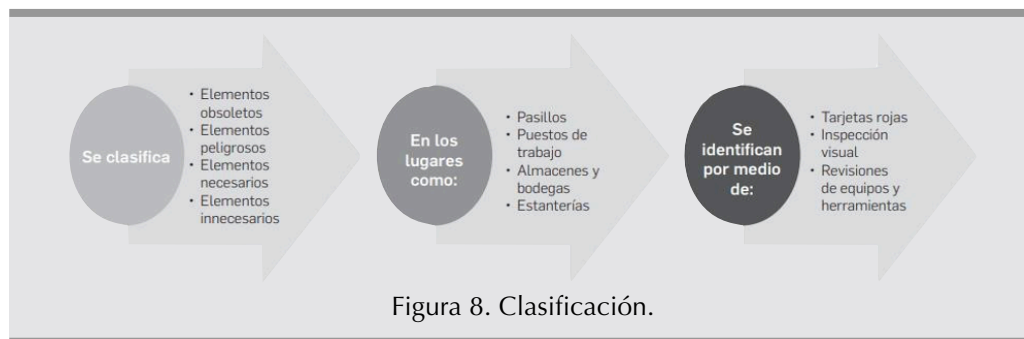 Se clasifica
• Elementos
obsoletos
• Elementos
peligrosos
• Elementos
necesarios
• Elementos
innecesarios
En los
lugares
como:
• Pasillos
• Puestos de
trabajo
• Almacenes y
bodegas
• Estanterías
Se
identifican
por medio
de:
• Tarjetas rojas
• Inspección
visual
• Revisiones
de equipos y
herramientas
Figura 8. Clasificación.